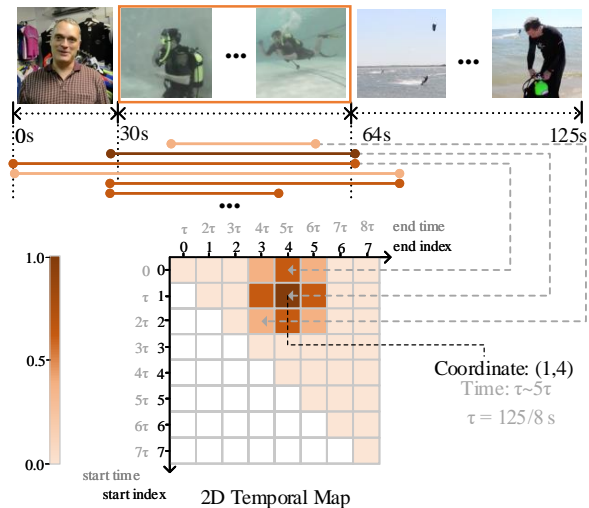 0s 30s 64s 125s
•••
τ 2τ 3τ 4τ 5τ 6τ 7τ 8τ end time
0 1 2 3 4 5 6 7 end index
1.0
0.5
0.0
0 0
τ 1
2τ 2
3τ 3
4τ 4
5τ 5
6τ 6
7τ 7
Coordinate: (1,4)
Time: τ~5τ
τ = 125/8 s
start time
start index
2D Temporal Map